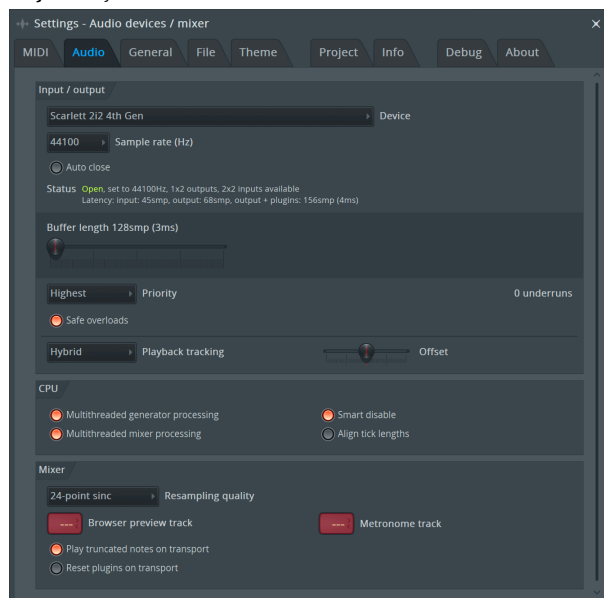 Settings - Audio devices / mixer
MIDI Audio General File Theme Project Info Debug About
Input / output
Scarlett 2i2 4th Gen Device
44100 Sample rate (Hz)
Auto close
Status Open, set to 44100Hz, 1x2 outputs, 2x2 inputs available
Latency: input: 45smp, output: 68smp, output + plugins: 156smp (4ms)
Buffer length 128smp (3ms)
Highest Priority 0 underruns
Safe overloads
Hybrid Playback tracking Offset
CPU
Multithreaded generator processing Smart disable
Multithreaded mixer processing Align tick lengths
Mixer
24-point sinc Resampling quality
--- Browser preview track --- Metronome track
Play truncated notes on transport
Reset plugins on transport